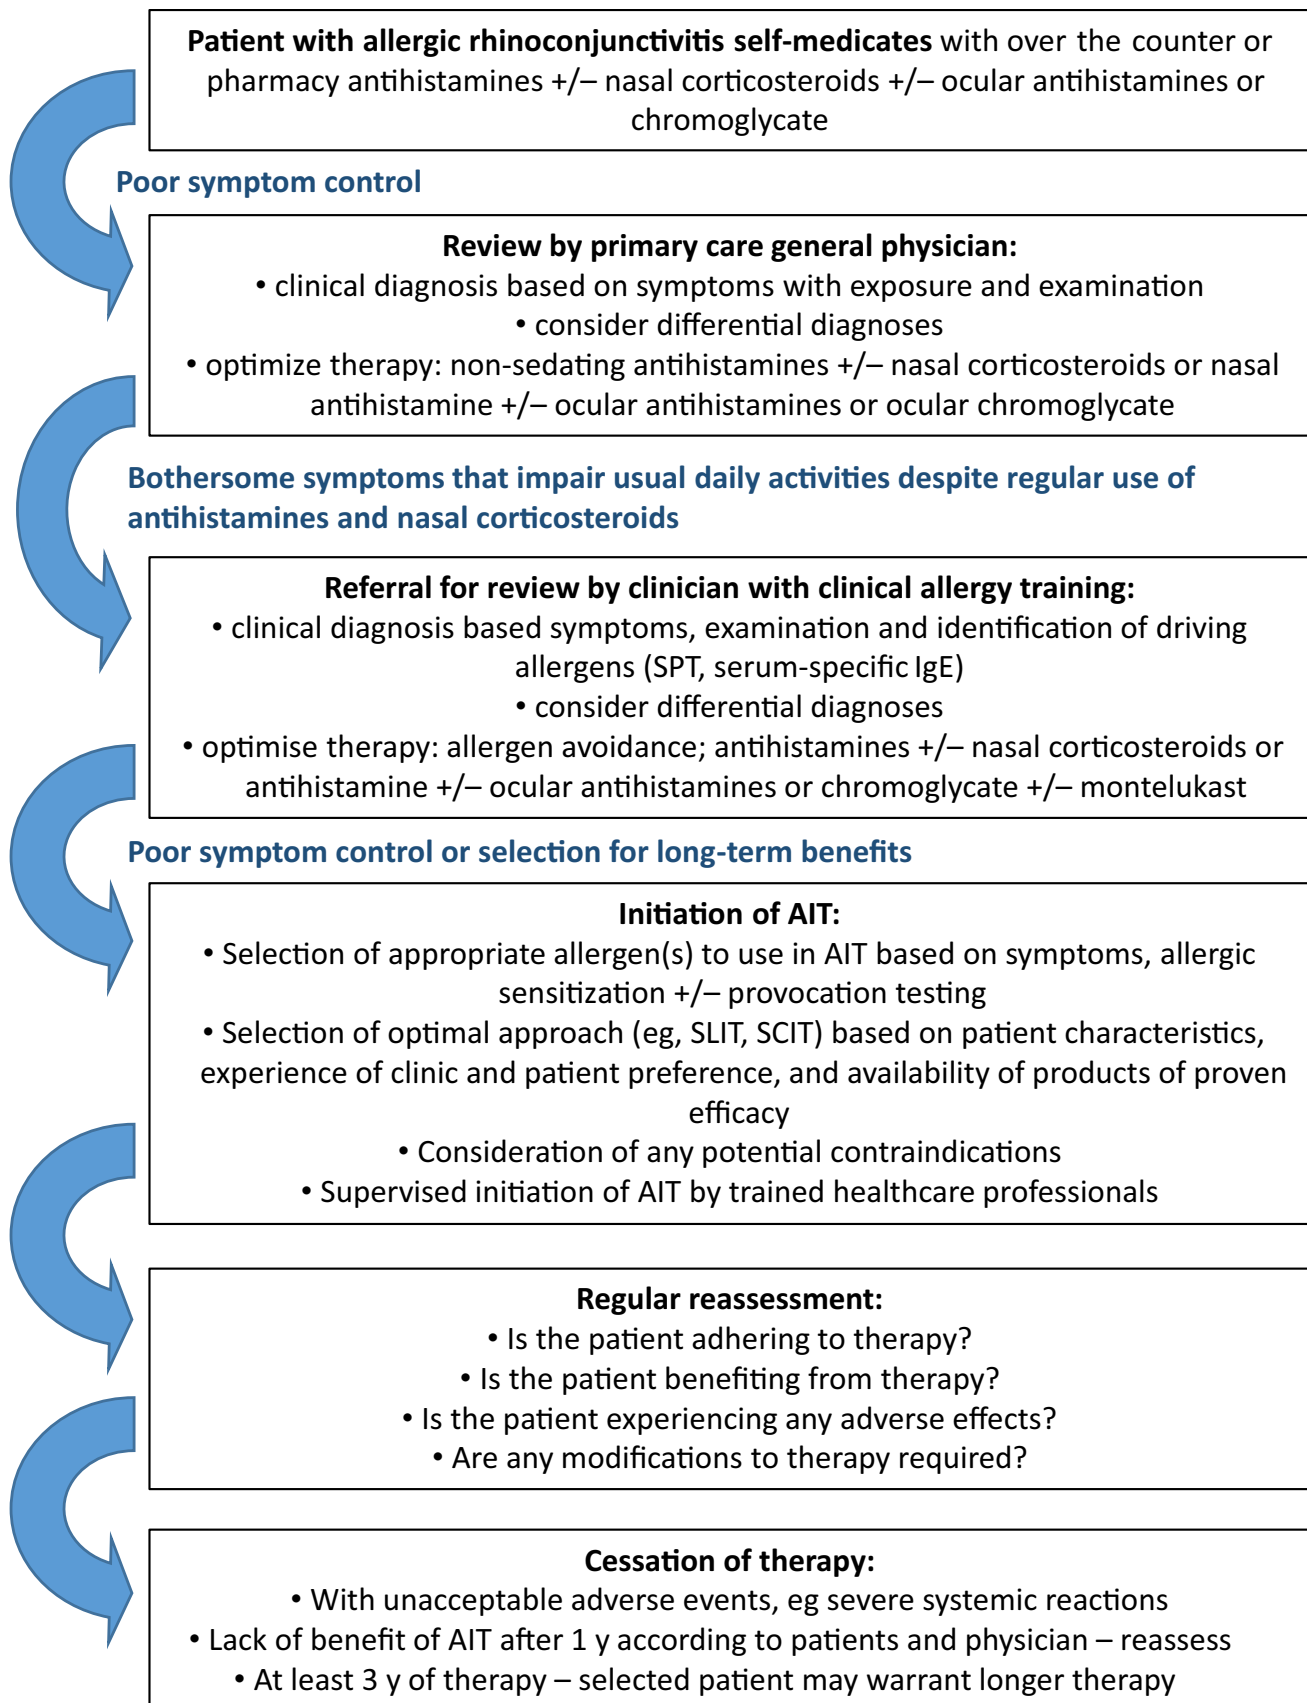 Patient with allergic rhinoconjunctivitis self-medicates with over the counter or
pharmacy antihistamines +/– nasal corticosteroids +/– ocular antihistamines or
chromoglycate
Poor symptom control
Review by primary care general physician:
• clinical diagnosis based on symptoms with exposure and examination
• consider differential diagnoses
• optimize therapy: non-sedating antihistamines +/– nasal corticosteroids or nasal
antihistamine +/– ocular antihistamines or ocular chromoglycate
Bothersome symptoms that impair usual daily activities despite regular use of
antihistamines and nasal corticosteroids
Referral for review by clinician with clinical allergy training:
• clinical diagnosis based symptoms, examination and identification of driving
allergens (SPT, serum-specific IgE)
• consider differential diagnoses
• optimise therapy: allergen avoidance; antihistamines +/– nasal corticosteroids or
antihistamine +/– ocular antihistamines or chromoglycate +/– montelukast
Poor symptom control or selection for long-term benefits
Initiation of AIT:
• Selection of appropriate allergen(s) to use in AIT based on symptoms, allergic
sensitization +/– provocation testing
• Selection of optimal approach (eg, SLIT, SCIT) based on patient characteristics,
experience of clinic and patient preference, and availability of products of proven
efficacy
• Consideration of any potential contraindications
• Supervised initiation of AIT by trained healthcare professionals
Regular reassessment:
• Is the patient adhering to therapy?
• Is the patient benefiting from therapy?
• Is the patient experiencing any adverse effects?
• Are any modifications to therapy required?
Cessation of therapy:
• With unacceptable adverse events, eg severe systemic reactions
• Lack of benefit of AIT after 1 y according to patients and physician – reassess
• At least 3 y of therapy – selected patient may warrant longer therapy